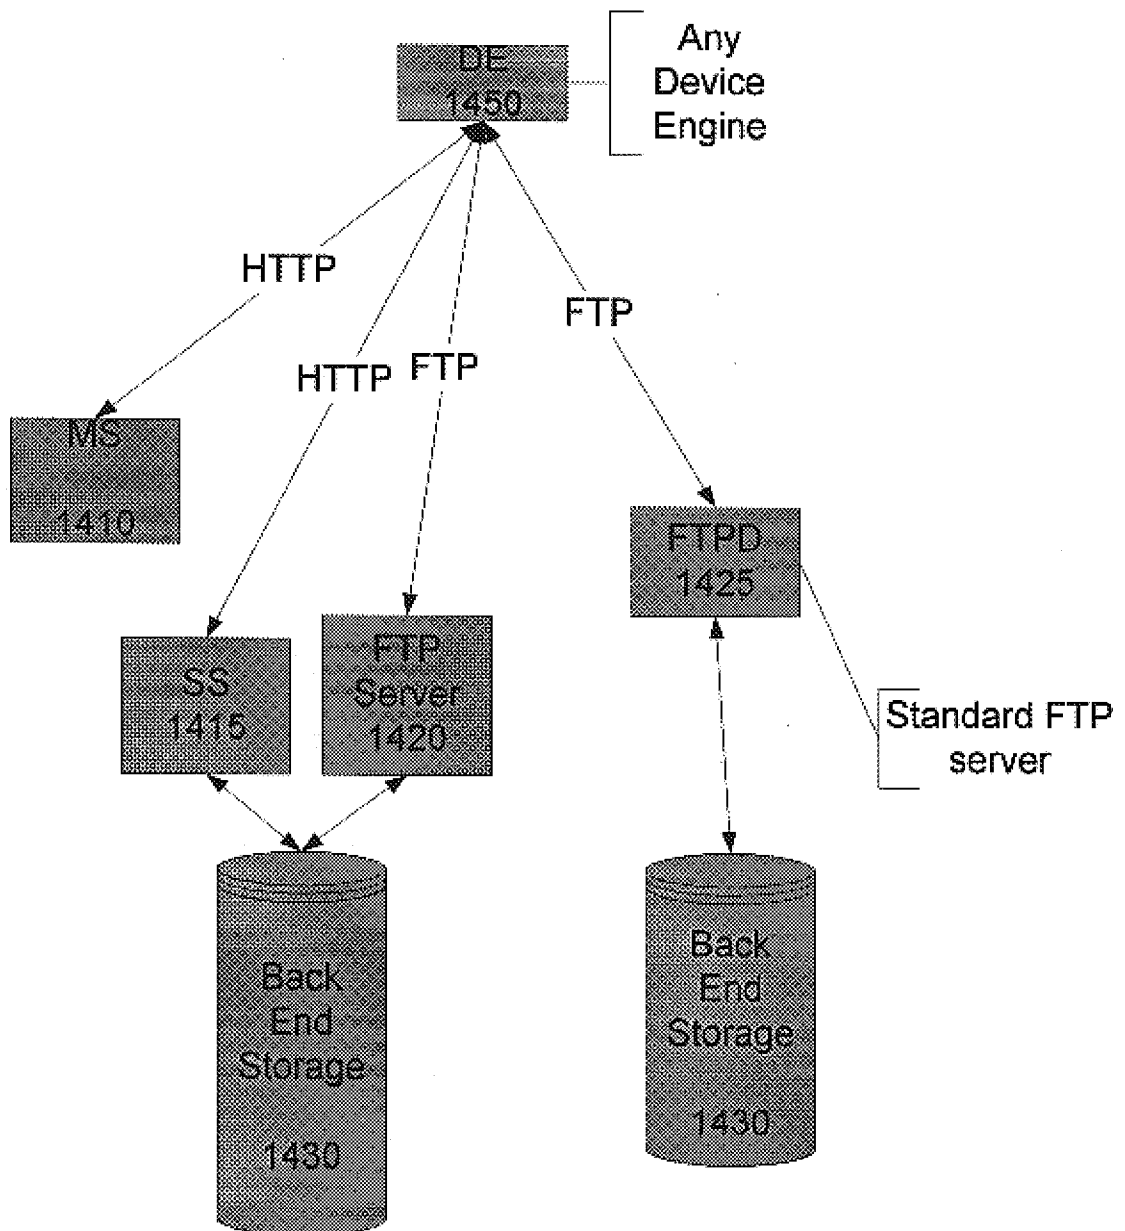 DE
1450
Any
Device
Engine
HTTP
FTP
HTTP
FTP
MS
1410
FTPD
1425
SS
1415
FTP
Server
1420
Standard FTP
server
Back
End
Storage
1430
Back
End
Storage
1430